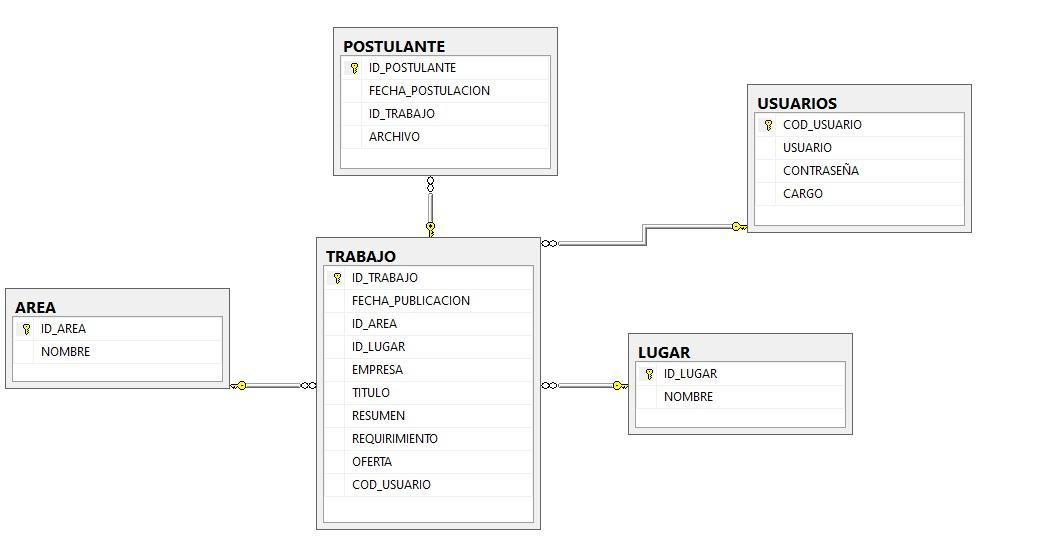 POSTULANTE
ID_POSTULANTE
FECHA_POSTULACION
ID_TRABAJO
ARCHIVO
USUARIOS
COD_USUARIO
USUARIO
CONTRASEÑA
CARGO
TRABAJO
ID_TRABAJO
FECHA_PUBLICACION
ID_AREA
ID_LUGAR
EMPRESA
TITULO
RESUMEN
REQUIRIMIENTO
OFERTA
COD_USUARIO
AREA
ID_AREA
NOMBRE
LUGAR
ID_LUGAR
NOMBRE